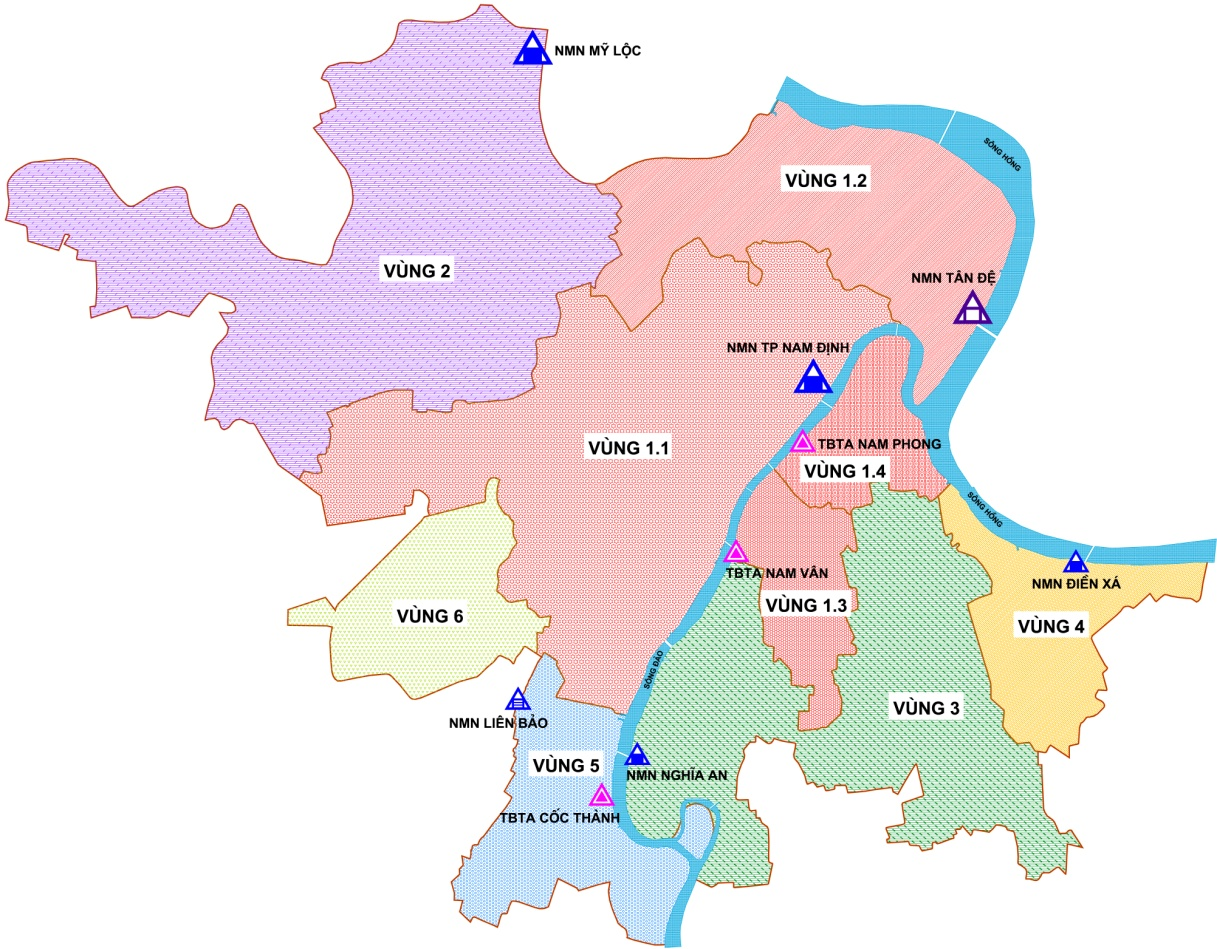 NMN MỸ LỘC
SÔNG HỒNG
VÙNG 1.2
VÙNG 2
NMN TÂN ĐỆ
NMN TP NAM ĐỊNH
TBTA NAM PHONG
VÙNG 1.1
VÙNG 1.4
SÔNG HỒNG
TBTA NAM VÂN
NMN ĐIỀN XÁ
VÙNG 1.3
VÙNG 6
VÙNG 4
SÔNG ĐÀO
VÙNG 3
NMN LIÊN BẢO
VÙNG 5
NMN NGHĨA AN
TBTA CỐC THÀNH